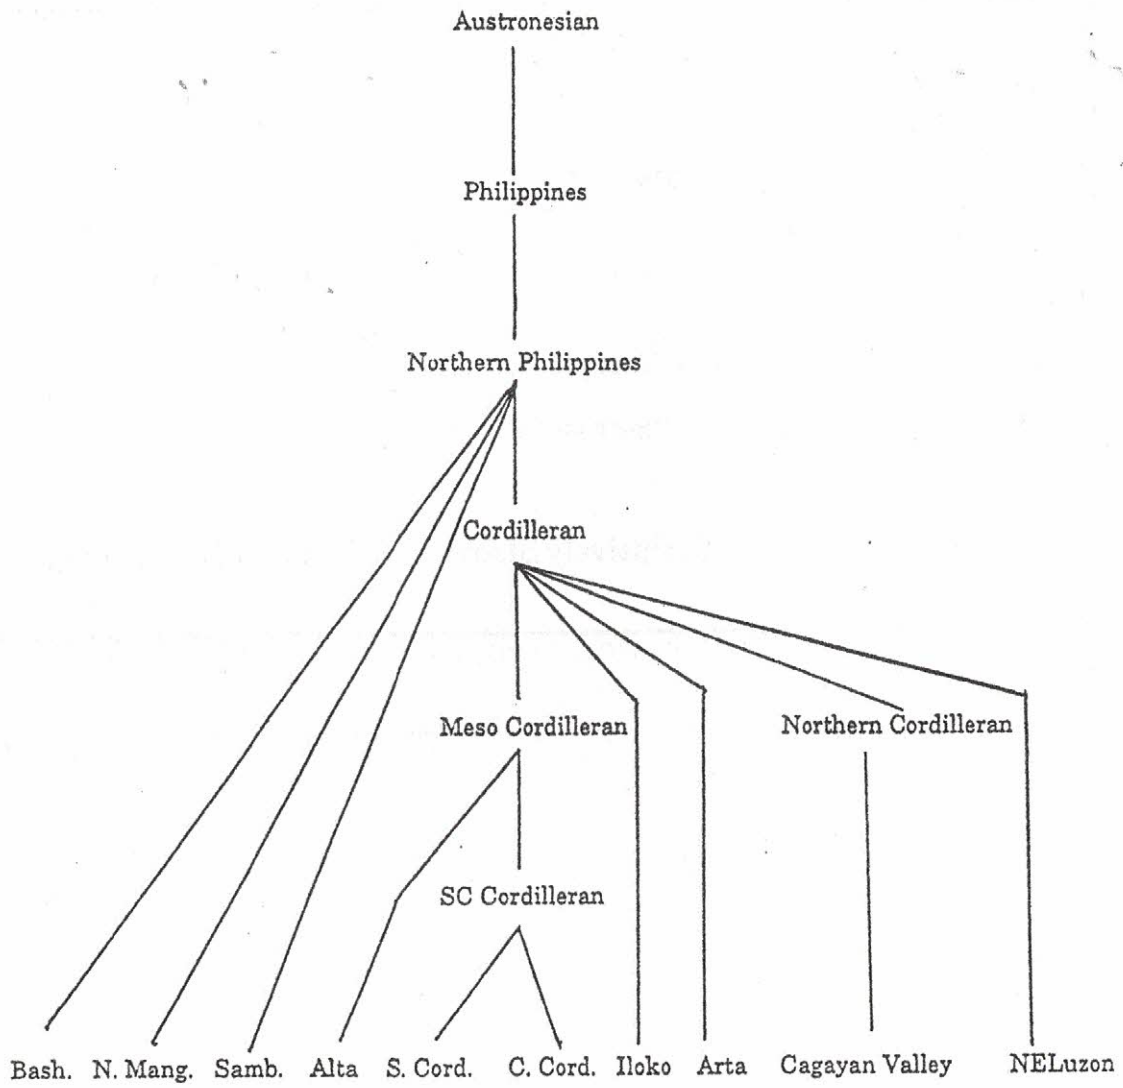 Austronesian
Philippines
Northern Philippines
Cordilleran
Meso Cordilleran
Northern Cordilleran
SC Cordilleran
Bash. N. Mang. Samb. Alta S. Cord. C. Cord. Iloko Arta Cagayan Valley NELuzon